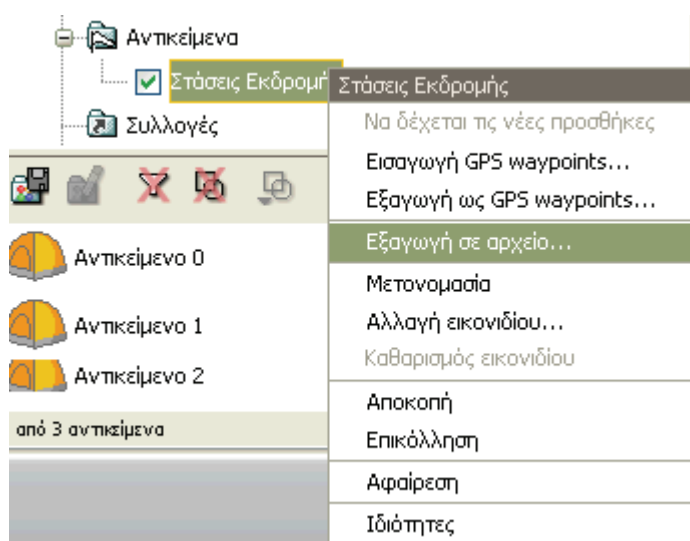 Αντικείμενα
Στάσεις Εκδρομή
Συλλογές
Αντικείμενο 0
Αντικείμενο 1
Αντικείμενο 2
από 3 αντικείμενα
Στάσεις Εκδρομής
Να δέχεται τις νέες προσθήκες
Εισαγωγή GPS waypoints...
Εξαγωγή ως GPS waypoints...
Εξαγωγή σε αρχείο...
Μετονομασία
Αλλαγή εικονιδίου...
Καθαρισμός εικονιδίου
Αποκοπή
Επικόλληση
Αφαίρεση
Ιδιότητες